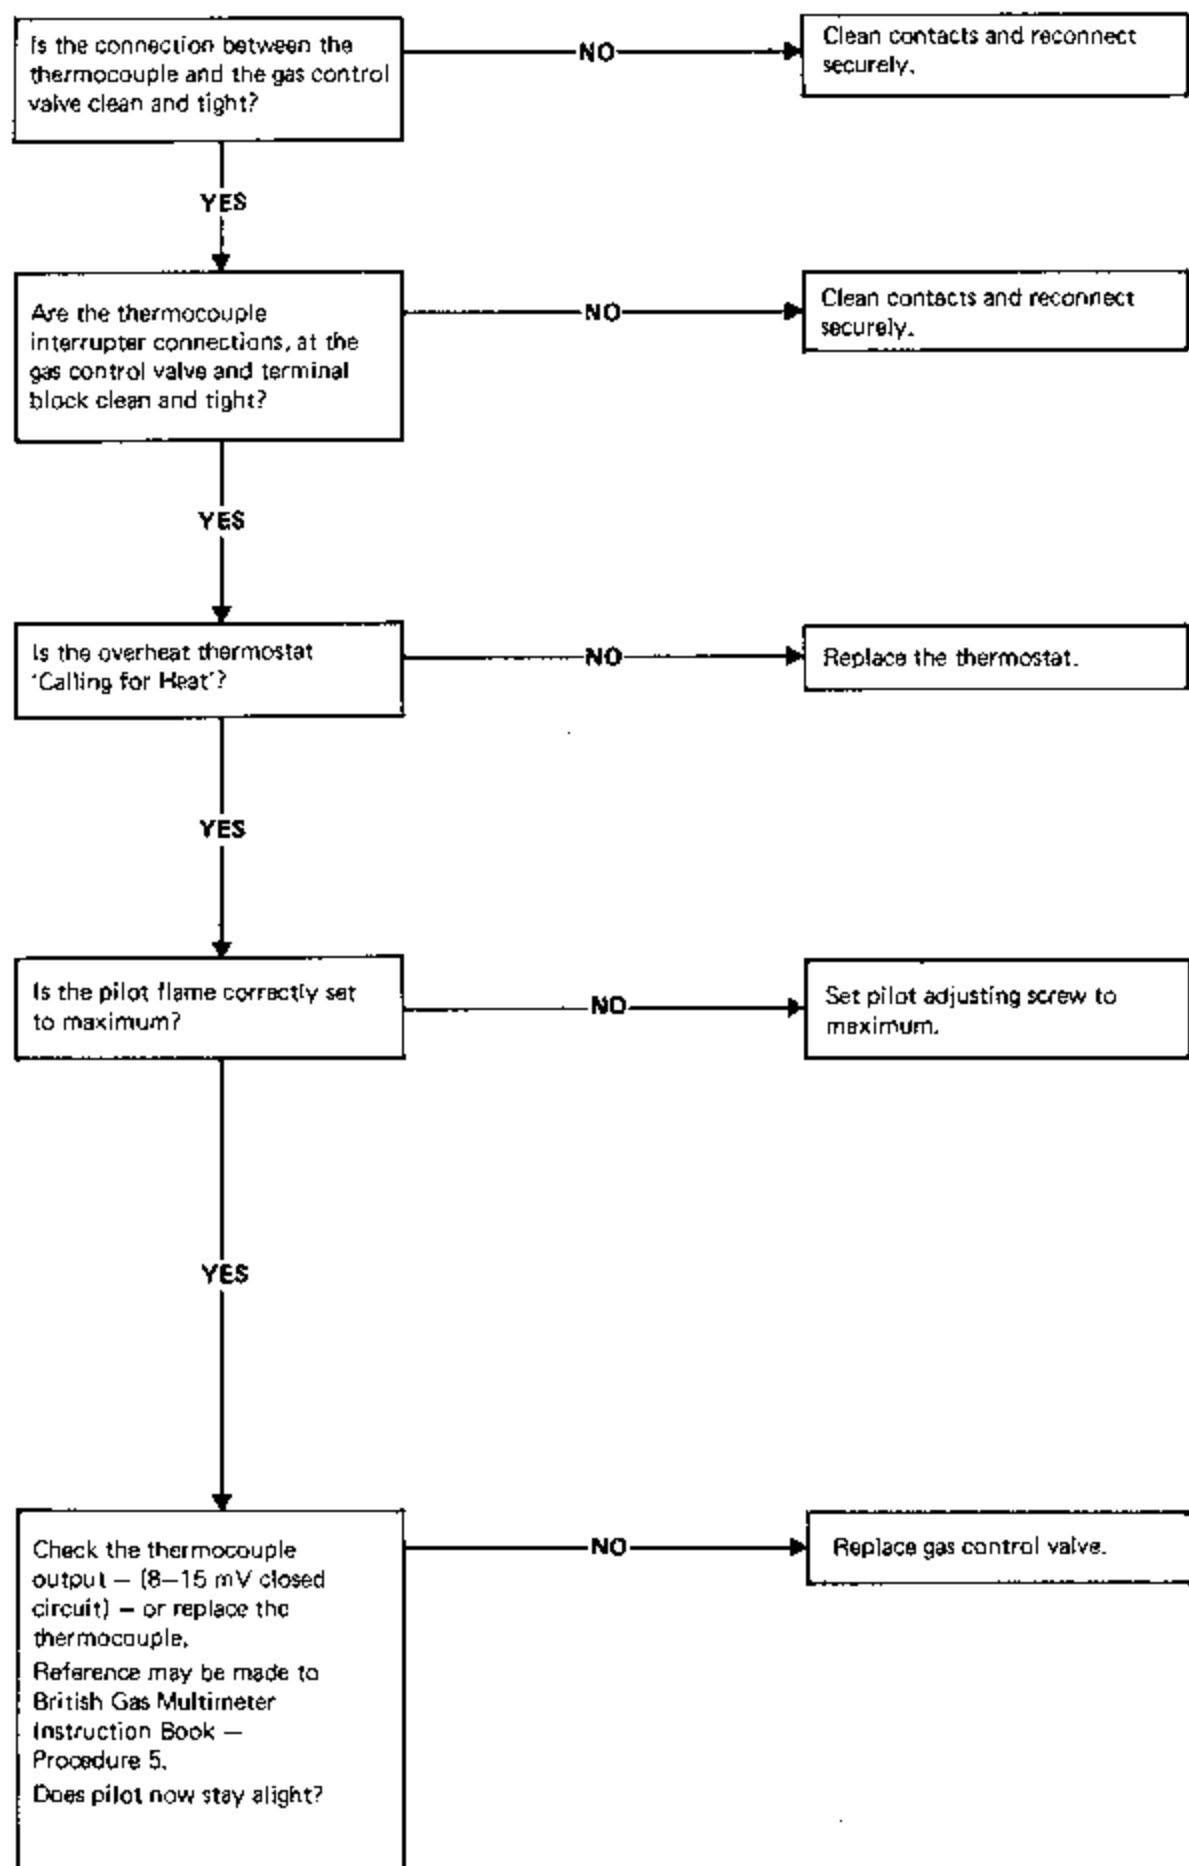 Is the connection between the
thermocouple and the gas control
valve clean and tight?
NO
Clean contacts and reconnect
securely.
YES
Are the thermocouple
interrupter connections, at the
gas control valve and terminal
block clean and tight?
NO
Clean contacts and reconnect
securely.
YES
Is the overheat thermostat
'Calling for Heat'?
NO
Replace the thermostat.
YES
Is the pilot flame correctly set
to maximum?
NO
Set pilot adjusting screw to
maximum.
YES
Check the thermocouple
output – (8–15 mV closed
circuit) – or replace the
thermocouple.
Reference may be made to
British Gas Multimeter
Instruction Book –
Procedure 5.
Does pilot now stay alight?
NO
Replace gas control valve.